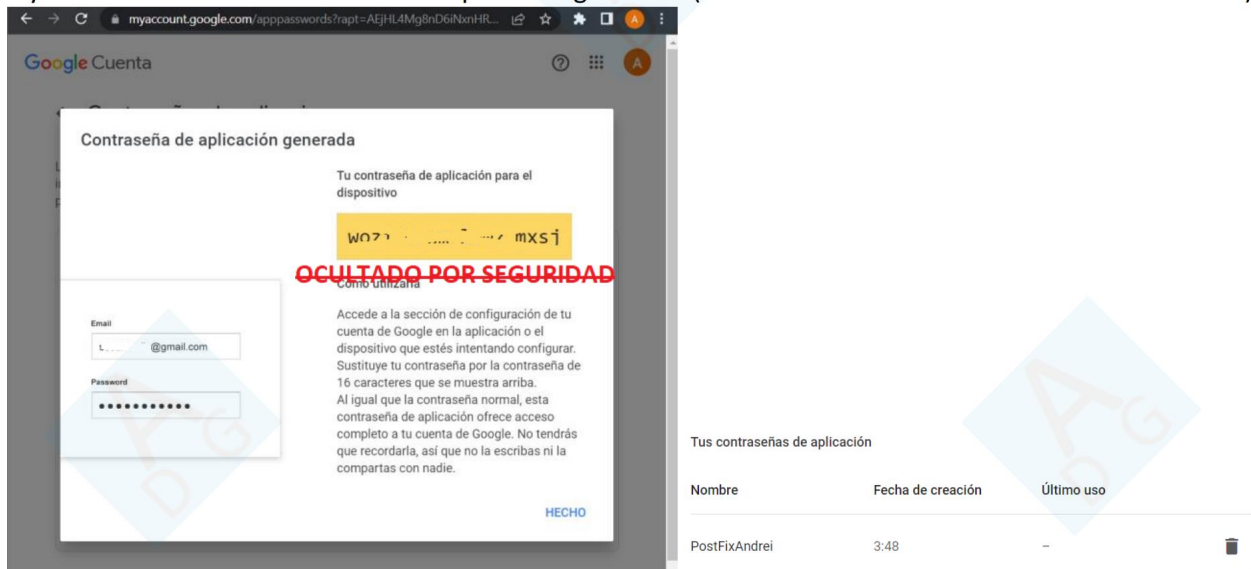 myaccount.google.com/apppasswords?rapt=AEjHL4Mg8nD6iNxnHR...
A
Google Cuenta
A
Contraseña de aplicación generada
Tu contraseña de aplicación para el
dispositivo
mxsj
OCULTADO POR SEGURIDAD
Cómo utilizarla
Accede a la sección de configuración de tu
cuenta de Google en la aplicación o el
dispositivo que estés intentando configurar.
Sustituye tu contraseña por la contraseña de
16 caracteres que se muestra arriba.
Al igual que la contraseña normal, esta
contraseña de aplicación ofrece acceso
completo a tu cuenta de Google. No tendrás
que recordarla, así que no la escribas ni la
compartas con nadie.
Email
@gmail.com
Password
HECHO
Tus contraseñas de aplicación
Nombre Fecha de creación Último uso
PostFixAndrei 3:48 –
A
D G
A
D G